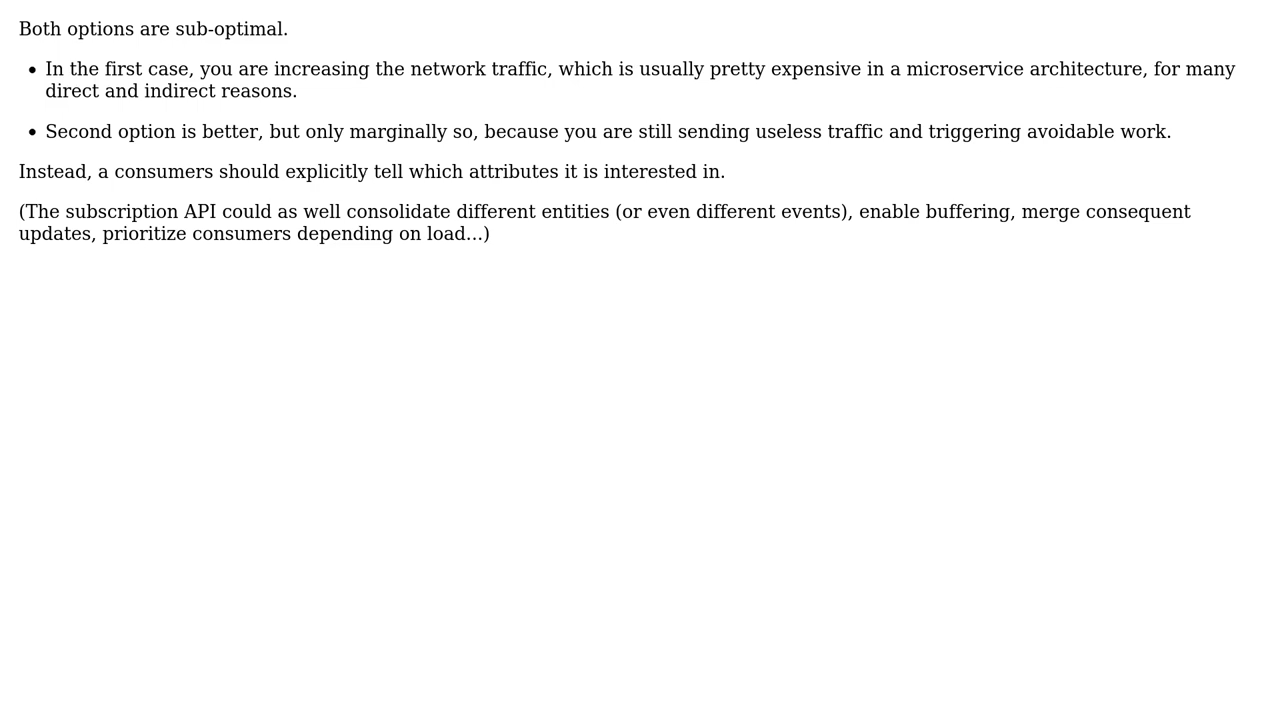 Both options are sub-optimal.
• In the first case, you are increasing the network traffic, which is usually pretty expensive in a microservice architecture, for many
direct and indirect reasons.
• Second option is better, but only marginally so, because you are still sending useless traffic and triggering avoidable work.
Instead, a consumers should explicitly tell which attributes it is interested in.
(The subscription API could as well consolidate different entities (or even different events), enable buffering, merge consequent
updates, prioritize consumers depending on load...)